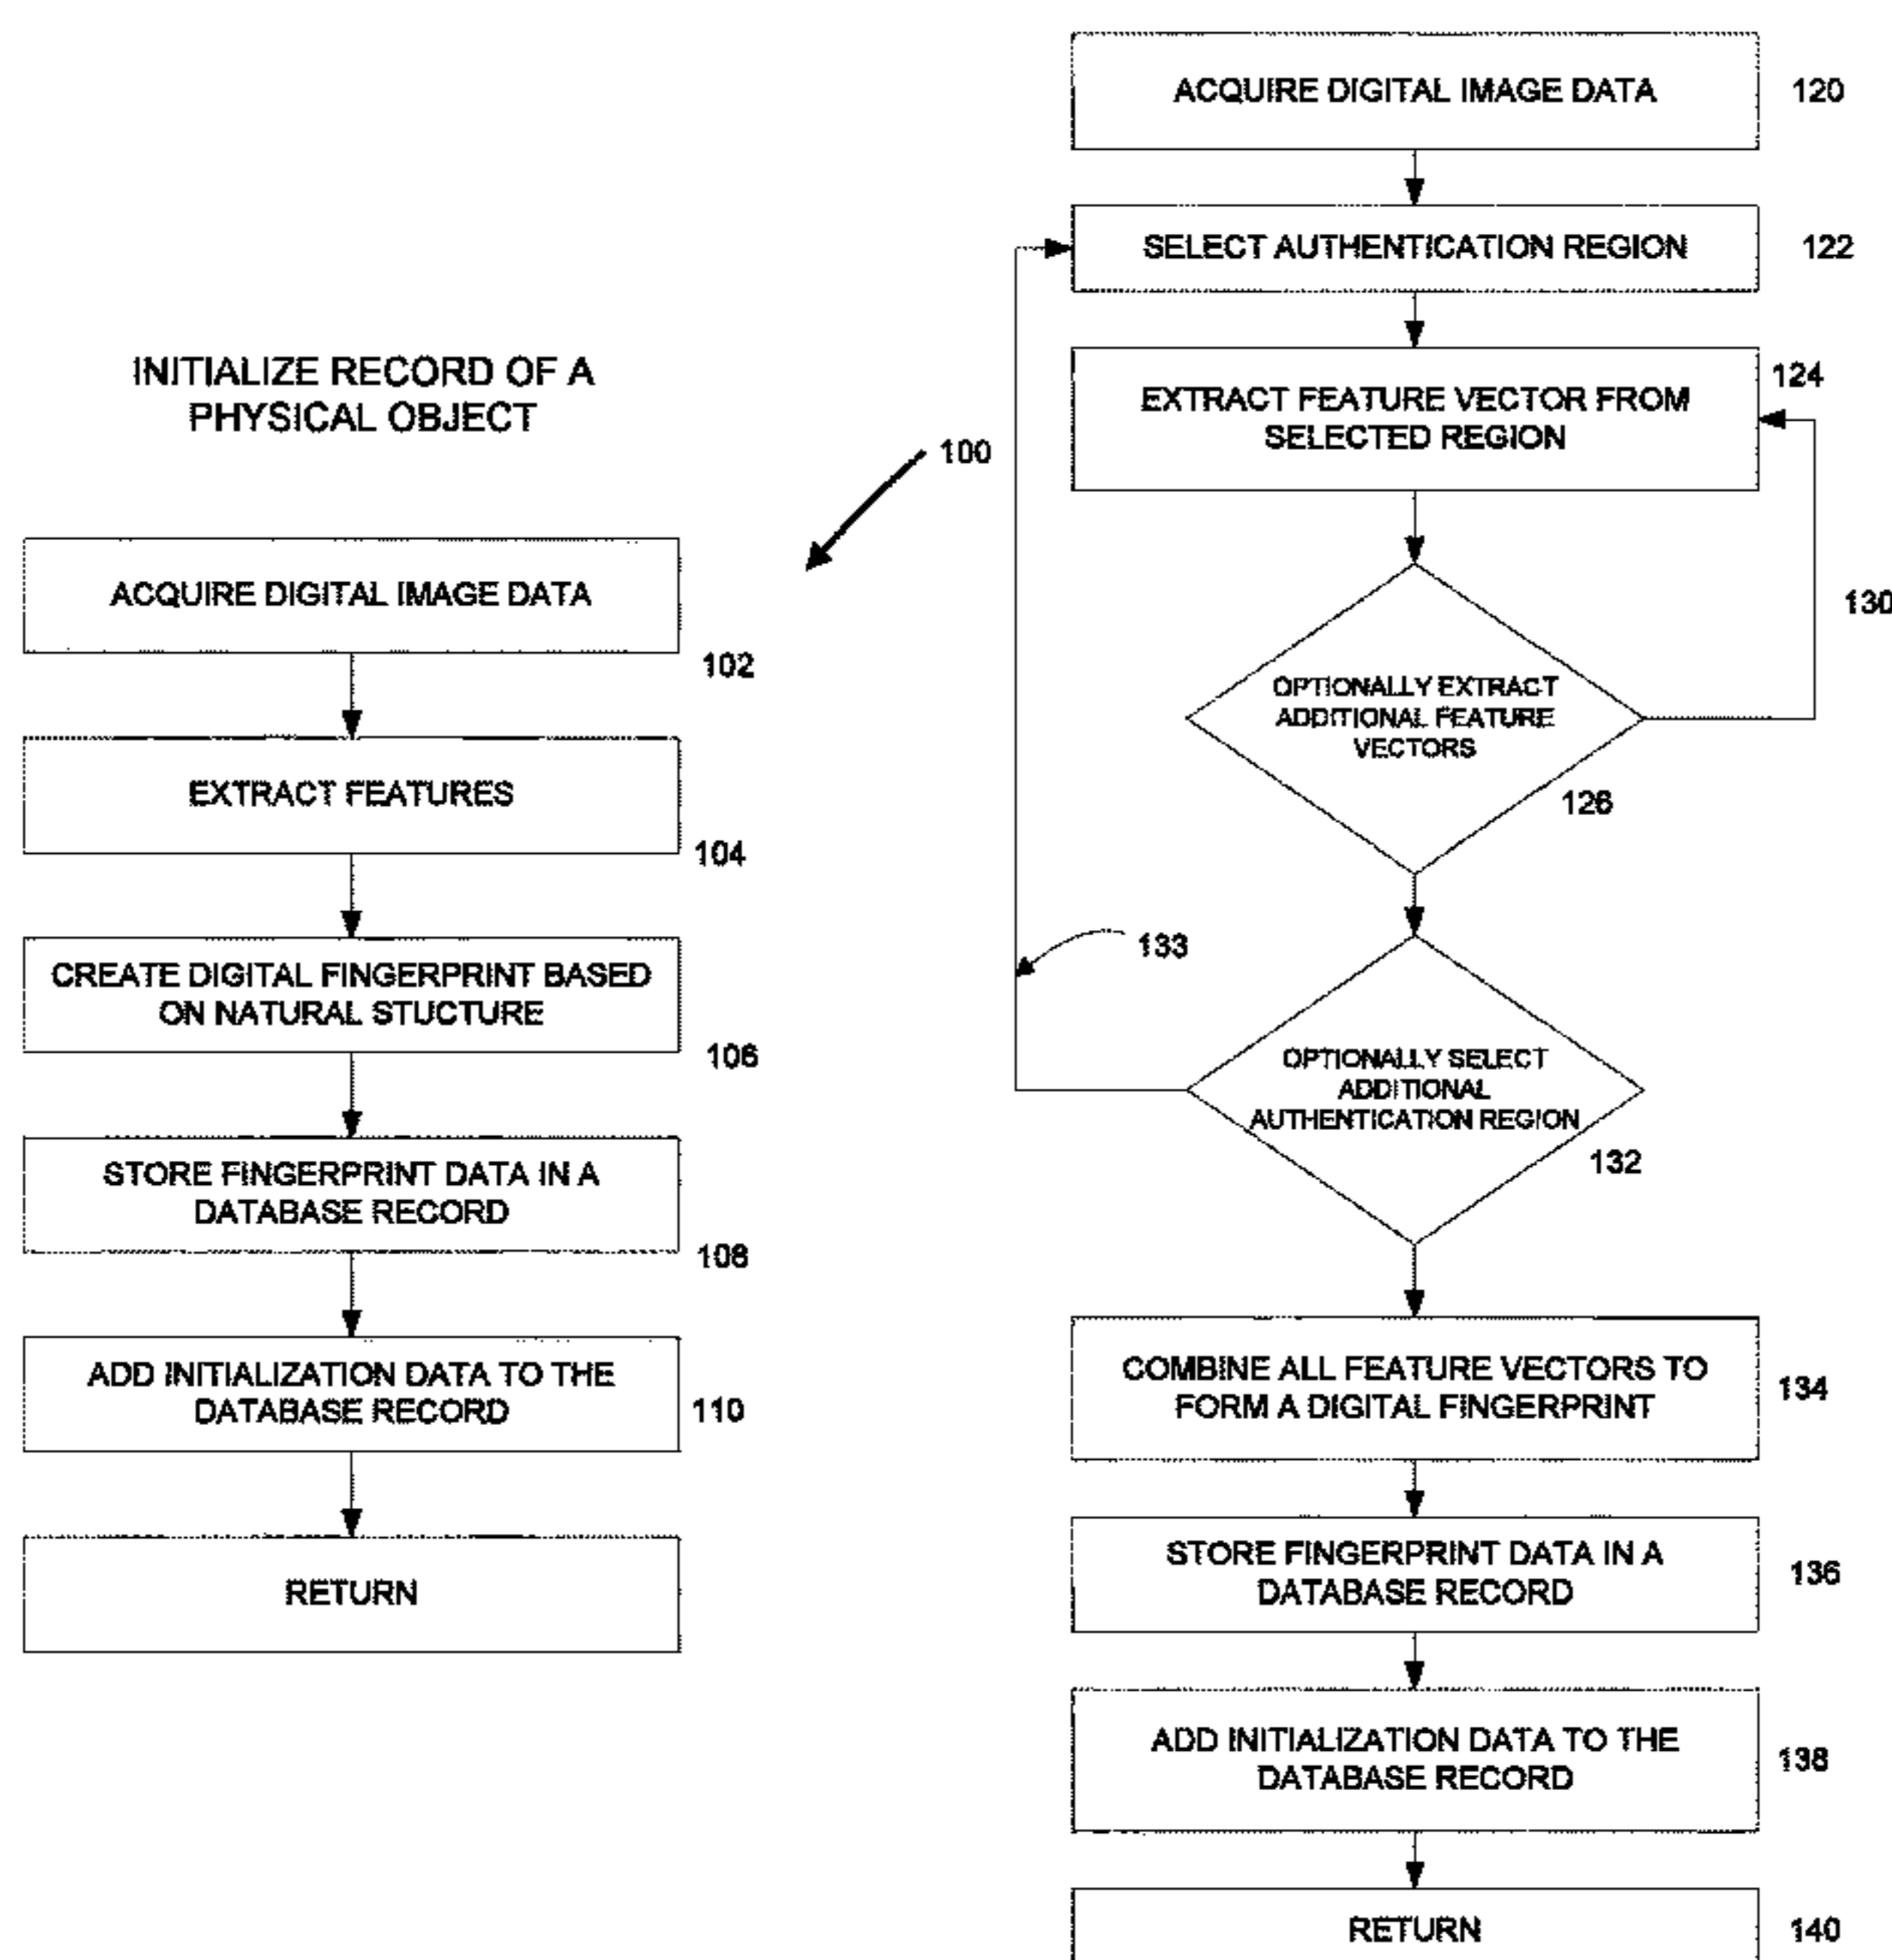 INITIALIZE RECORD OF A
PHYSICAL OBJECT
100
ACQUIRE DIGITAL IMAGE DATA
102
EXTRACT FEATURES
104
CREATE DIGITAL FINGERPRINT BASED
ON NATURAL STUCTURE
106
STORE FINGERPRINT DATA IN A
DATABASE RECORD
108
ADD INITIALIZATION DATA TO THE
DATABASE RECORD
110
RETURN
ACQUIRE DIGITAL IMAGE DATA
120
SELECT AUTHENTICATION REGION
122
EXTRACT FEATURE VECTOR FROM
SELECTED REGION
124
130
OPTIONALLY EXTRACT
ADDITIONAL FEATURE
VECTORS
126
133
OPTIONALLY SELECT
ADDITIONAL
AUTHENTICATION REGION
132
COMBINE ALL FEATURE VECTORS TO
FORM A DIGITAL FINGERPRINT
134
STORE FINGERPRINT DATA IN A
DATABASE RECORD
136
ADD INITIALIZATION DATA TO THE
DATABASE RECORD
138
RETURN
140